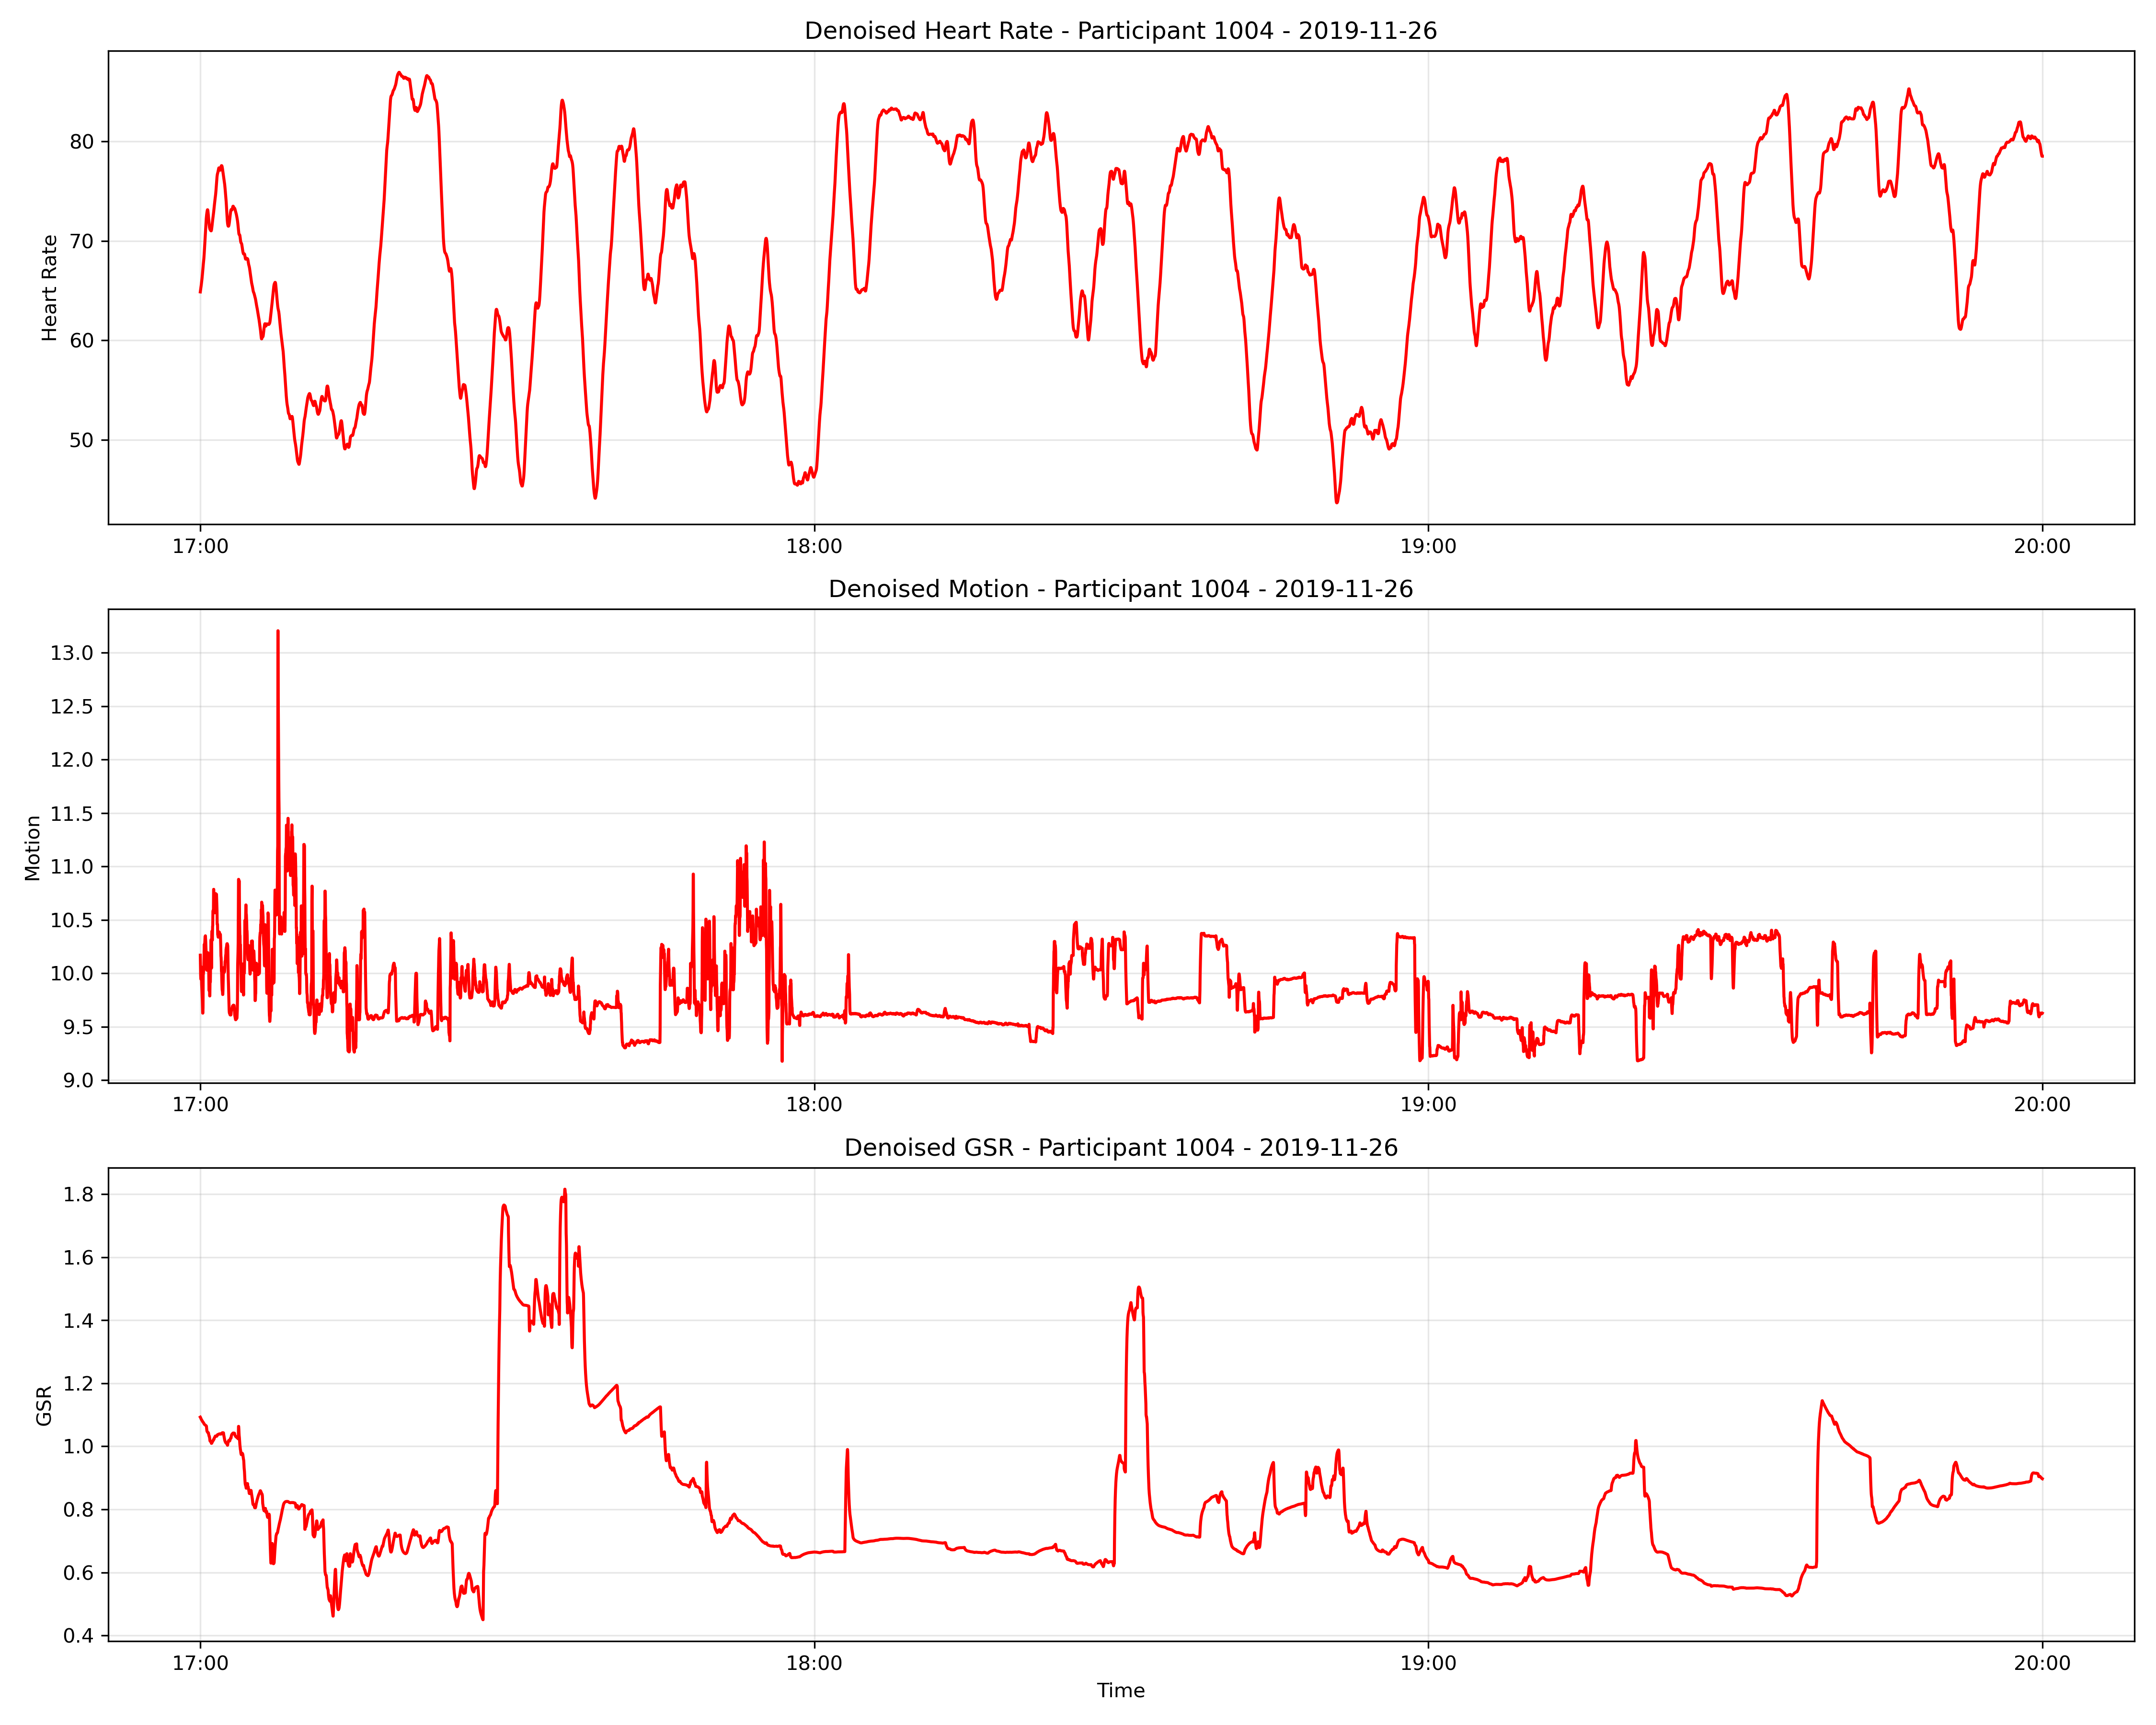 Denoised Heart Rate - Participant 1004 - 2019-11-26
Heart Rate
80
70
60
50
17:00 18:00 19:00 20:00
Denoised Motion - Participant 1004 - 2019-11-26
Motion
13.0
12.5
12.0
11.5
11.0
10.5
10.0
9.5
9.0
17:00 18:00 19:00 20:00
Denoised GSR - Participant 1004 - 2019-11-26
GSR
1.8
1.6
1.4
1.2
1.0
0.8
0.6
0.4
17:00 18:00 19:00 20:00
Time